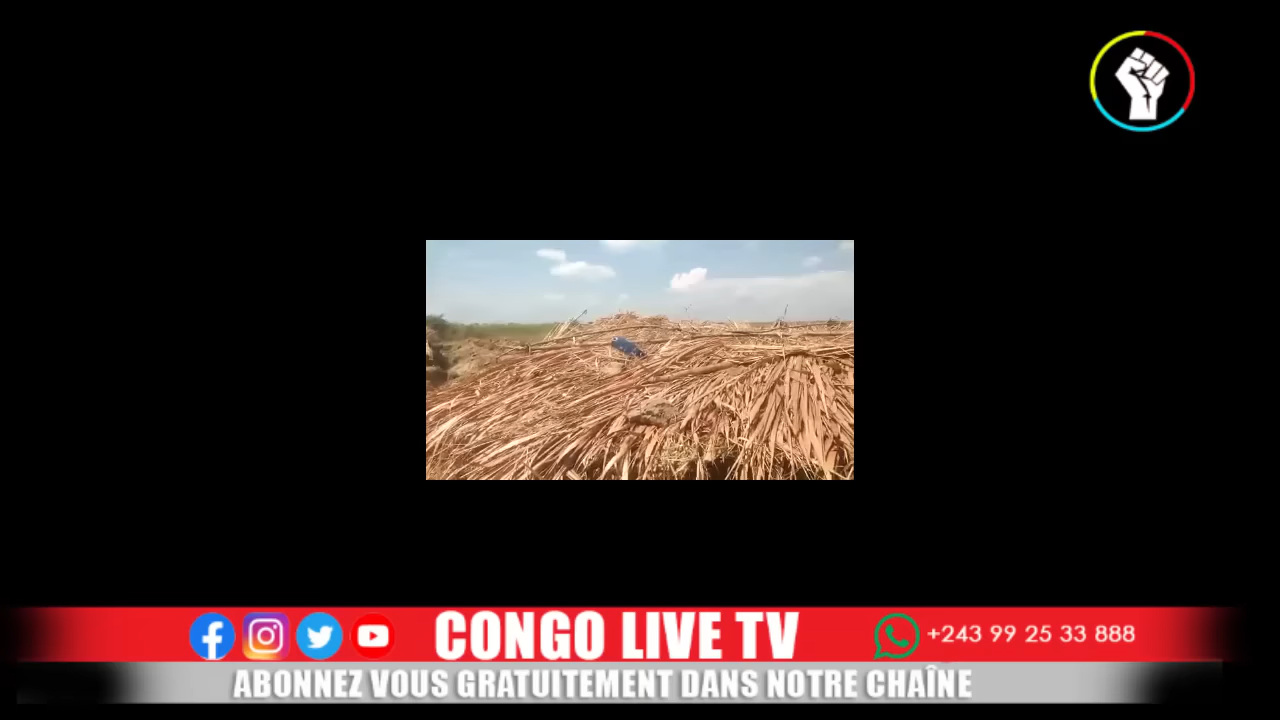 CONGO LIVE TV
+243 99 25 33 888
ABONNEZ VOUS GRATUITEMENT DANS NOTRE CHAÎNE